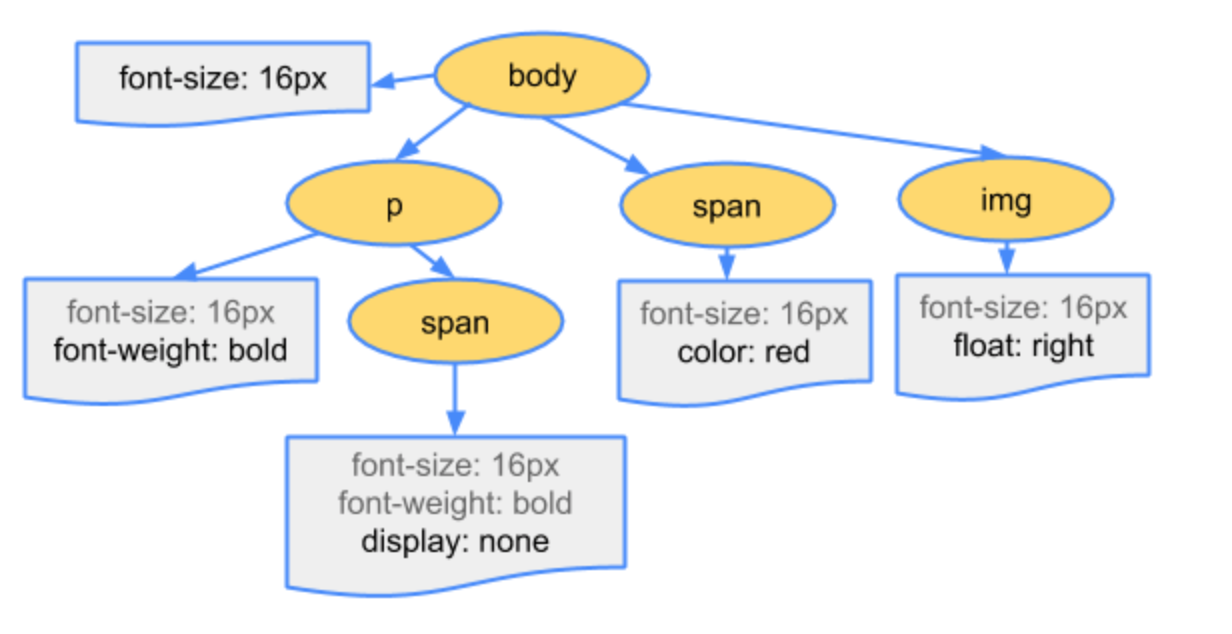 font-size: 16px
body
p
span
img
font-size: 16px
font-weight: bold
span
font-size: 16px
color: red
font-size: 16px
float: right
font-size: 16px
font-weight: bold
display: none